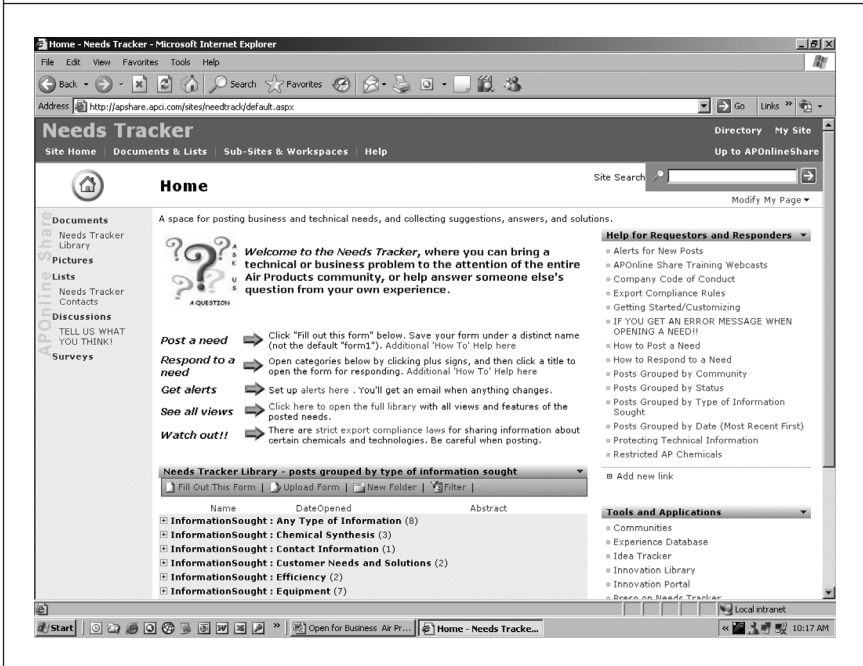 Home - Needs Tracker - Microsoft Internet Explorer
File Edit View Favorites Tools Help
Back Search Favorites
Address http://apshare.apci.com/sites/needtrack/default.aspx Go Links »
Needs Tracker
Directory My Site
Site Home | Documents & Lists | Sub-Sites & Workspaces | Help
Up to APOnlineShare
Home
Site Search
Modify My Page
APOnline Share
Documents
Needs Tracker
Library
Pictures
Lists
Needs Tracker
Contacts
Discussions
TELL US WHAT
YOU THINK!
Surveys
A space for posting business and technical needs, and collecting suggestions, answers, and solutions.
???
ASK US
A QUESTION
Welcome to the Needs Tracker, where you can bring a
technical or business problem to the attention of the entire
Air Products community, or help answer someone else's
question from your own experience.
Post a need
Click "Fill out this form" below. Save your form under a distinct name
(not the default "form1"). Additional 'How To' Help here
Respond to a
need
Open categories below by clicking plus signs, and then click a title to
open the form for responding. Additional 'How To' Help here
Get alerts
Set up alerts here . You'll get an email when anything changes.
See all views
Click here to open the full library with all views and features of the
posted needs.
Watch out!!
There are strict export compliance laws for sharing information about
certain chemicals and technologies. Be careful when posting.
Needs Tracker Library - posts grouped by type of information sought
Fill Out This Form | Upload Form | New Folder | Filter |
Name DateOpened Abstract
InformationSought : Any Type of Information (8)
InformationSought : Chemical Synthesis (3)
InformationSought : Contact Information (1)
InformationSought : Customer Needs and Solutions (2)
InformationSought : Efficiency (2)
InformationSought : Equipment (7)
Help for Requestors and Responders
Alerts for New Posts
APOnline Share Training Webcasts
Company Code of Conduct
Export Compliance Rules
Getting Started/Customizing
IF YOU GET AN ERROR MESSAGE WHEN
OPENING A NEED!!
How to Post a Need
How to Respond to a Need
Posts Grouped by Community
Posts Grouped by Status
Posts Grouped by Type of Information
Sought
Posts Grouped by Date (Most Recent First)
Protecting Technical Information
Restricted AP Chemicals
Add new link
Tools and Applications
Communities
Experience Database
Idea Tracker
Innovation Library
Innovation Portal
Preso on Needs Tracker
Local intranet
Start » Open for Business Air Pr... Home - Needs Tracke... « 10:17 AM